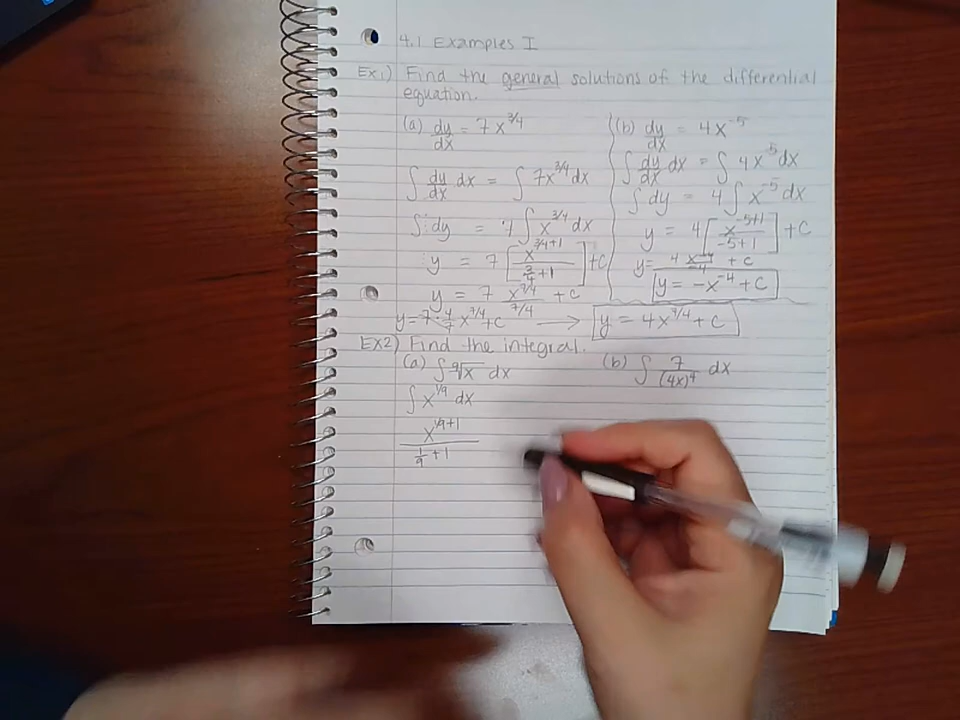 4.1 Examples I
Ex1) Find the general solutions of the differential
equation.
(a) dy/dx = 7x^(3/4)
∫ dy/dx dx = ∫ 7x^(3/4) dx
∫ dy = 7 ∫ x^(3/4) dx
y = 7 [ x^(3/4+1) / (3/4+1) ] + C
y = 7 x^(7/4) / (7/4) + C
y = 7 · 4/7 x^(7/4) + C → y = 4x^(7/4) + C
(b) dy/dx = 4x^(-5)
∫ dy/dx dx = ∫ 4x^(-5) dx
∫ dy = 4 ∫ x^(-5) dx
y = 4 [ x^(-5+1) / (-5+1) ] + C
y = 4 x^(-4) / (-4) + C
y = -x^(-4) + C
Ex2) Find the integral.
(a) ∫ ⁹√x dx
∫ x^(1/9) dx
x^(1/9+1) / (1/9 + 1)
(b) ∫ 7/(4x)^4 dx